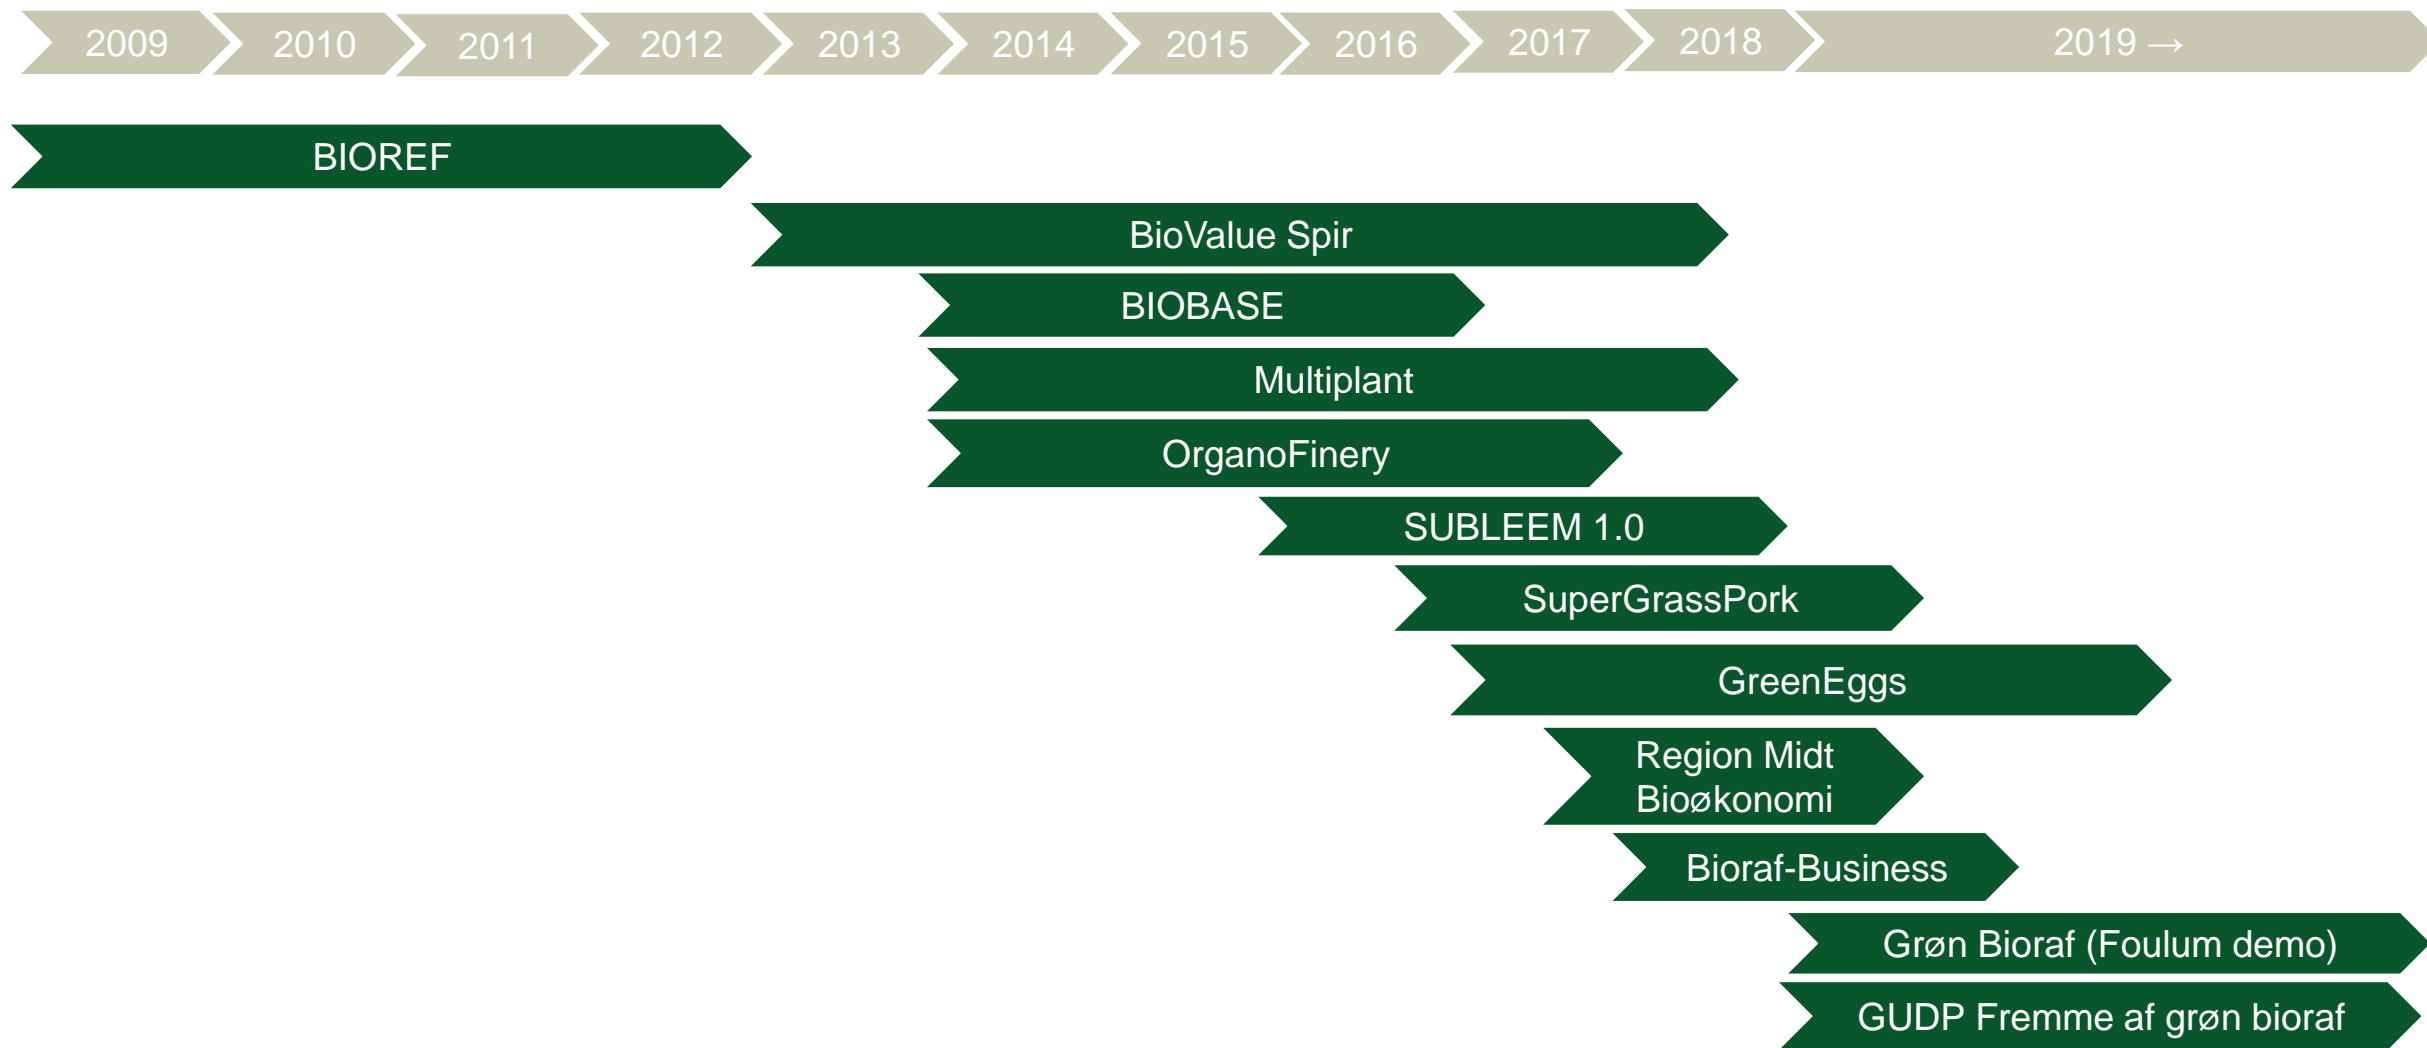 2009 2010 2011 2012 2013 2014 2015 2016 2017 2018 2019 →
BIOREF
BioValue Spir
BIOBASE
Multiplant
OrganoFinery
SUBLEEM 1.0
SuperGrassPork
GreenEggs
Region Midt
Bioøkonomi
Bioraf-Business
Grøn Bioraf (Foulum demo)
GUDP Fremme af grøn bioraf